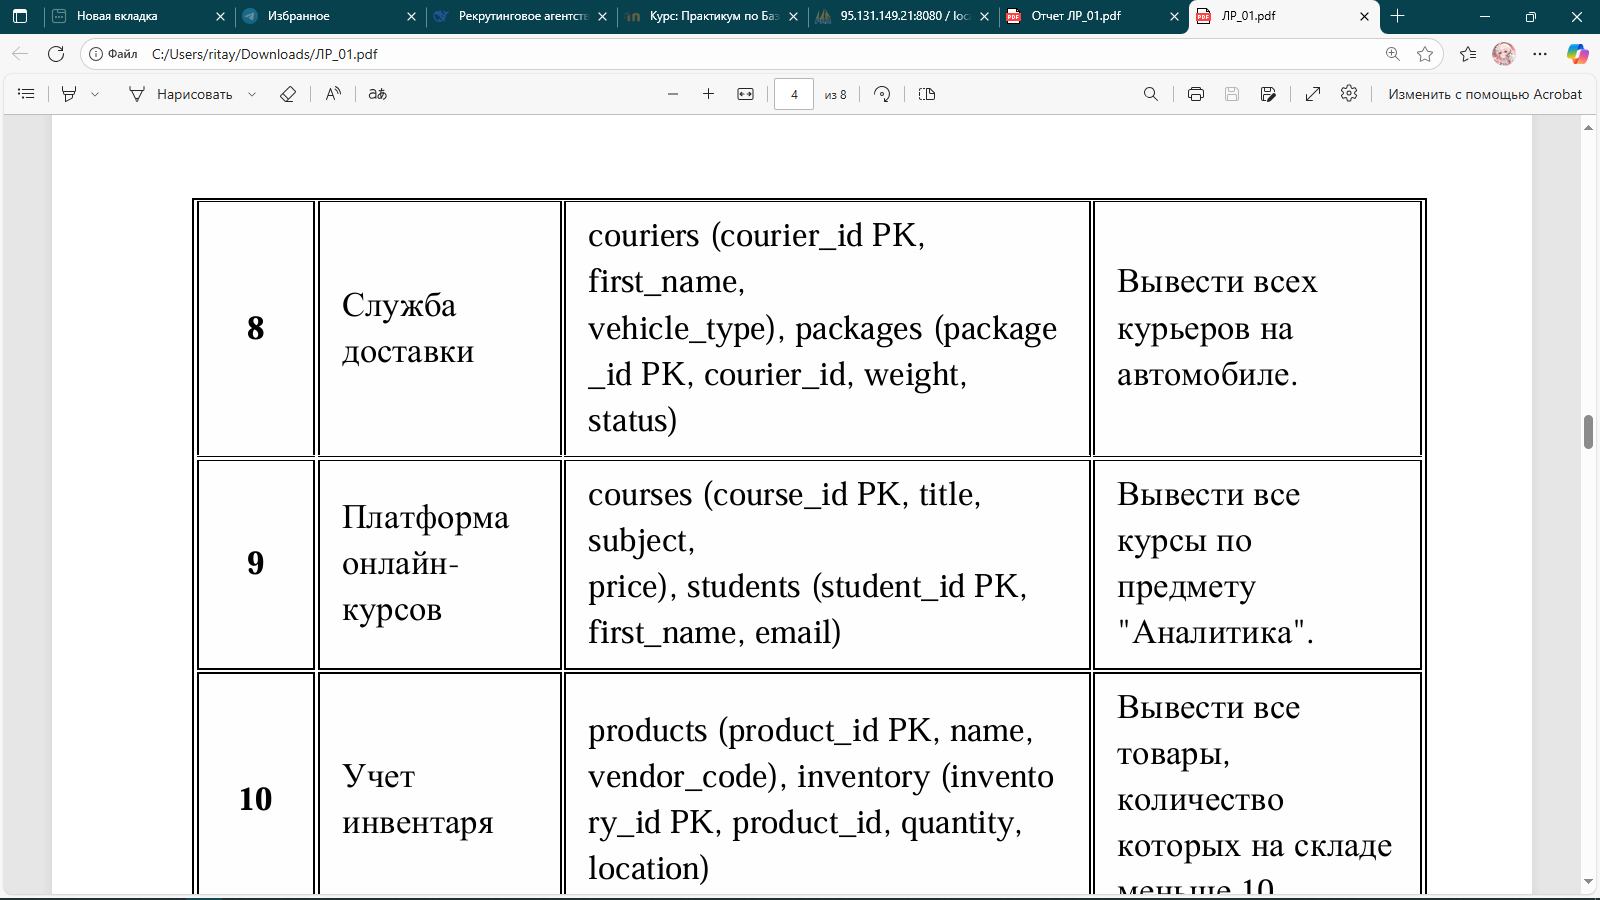 Новая вкладка
Избранное
Рекрутинговое агентств
Курс: Практикум по Баз
95.131.149.21:8080 / loc
Отчет ЛР_01.pdf
ЛР_01.pdf
Файл C:/Users/ritay/Downloads/ЛР_01.pdf
Нарисовать
4 из 8
Изменить с помощью Acrobat
8
Служба
доставки
couriers (courier_id PK,
first_name,
vehicle_type), packages (package
_id PK, courier_id, weight,
status)
Вывести всех
курьеров на
автомобиле.
9
Платформа
онлайн-
курсов
courses (course_id PK, title,
subject,
price), students (student_id PK,
first_name, email)
Вывести все
курсы по
предмету
"Аналитика".
10
Учет
инвентаря
products (product_id PK, name,
vendor_code), inventory (invento
ry_id PK, product_id, quantity,
location)
Вывести все
товары,
количество
которых на складе
меньше 10